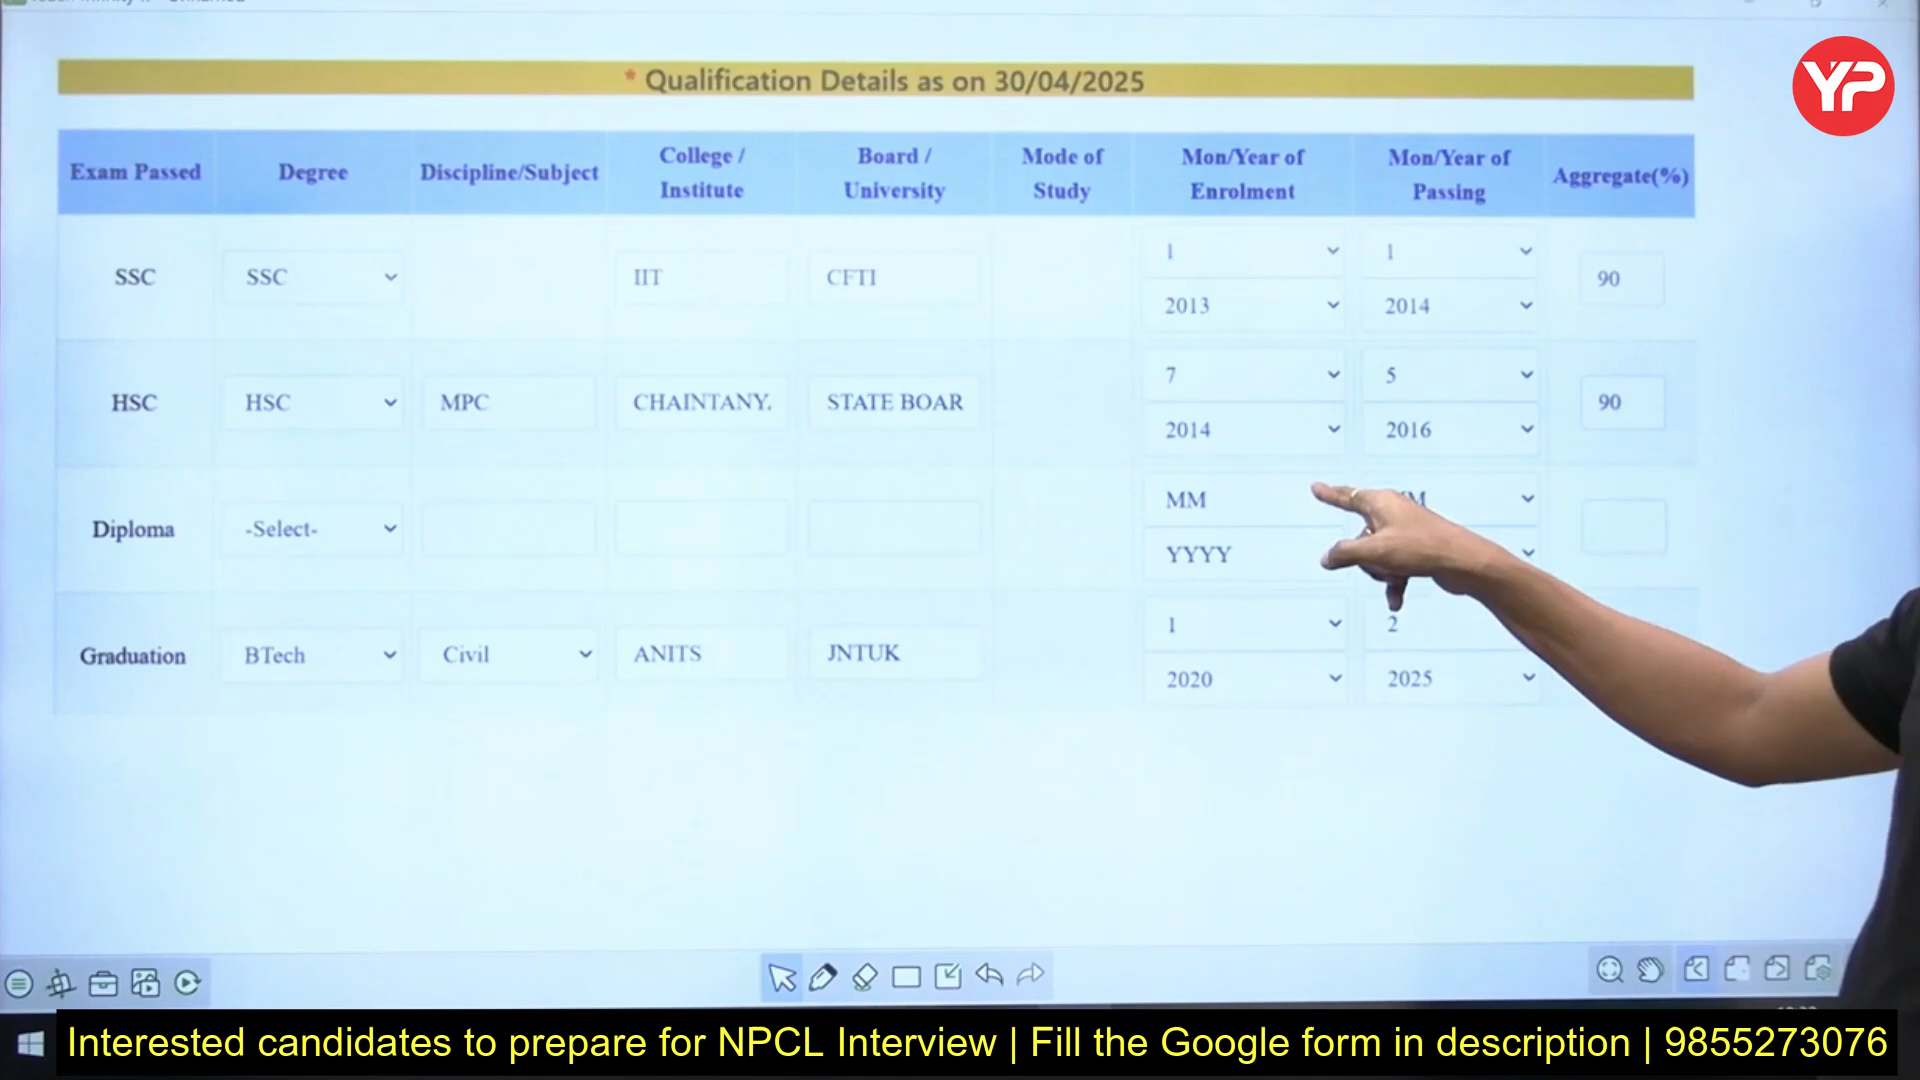 * Qualification Details as on 30/04/2025
YP
Exam Passed Degree Discipline/Subject College / Institute Board / University Mode of Study Mon/Year of Enrolment Mon/Year of Passing Aggregate(%)
SSC SSC IIT CFTI 1 1 90
2013 2014
HSC HSC MPC CHAINTANY. STATE BOAR 7 5 90
2014 2016
Diploma -Select- MM
YYYY
Graduation BTech Civil ANITS JNTUK 1 2
2020 2025
Interested candidates to prepare for NPCL Interview | Fill the Google form in description | 9855273076